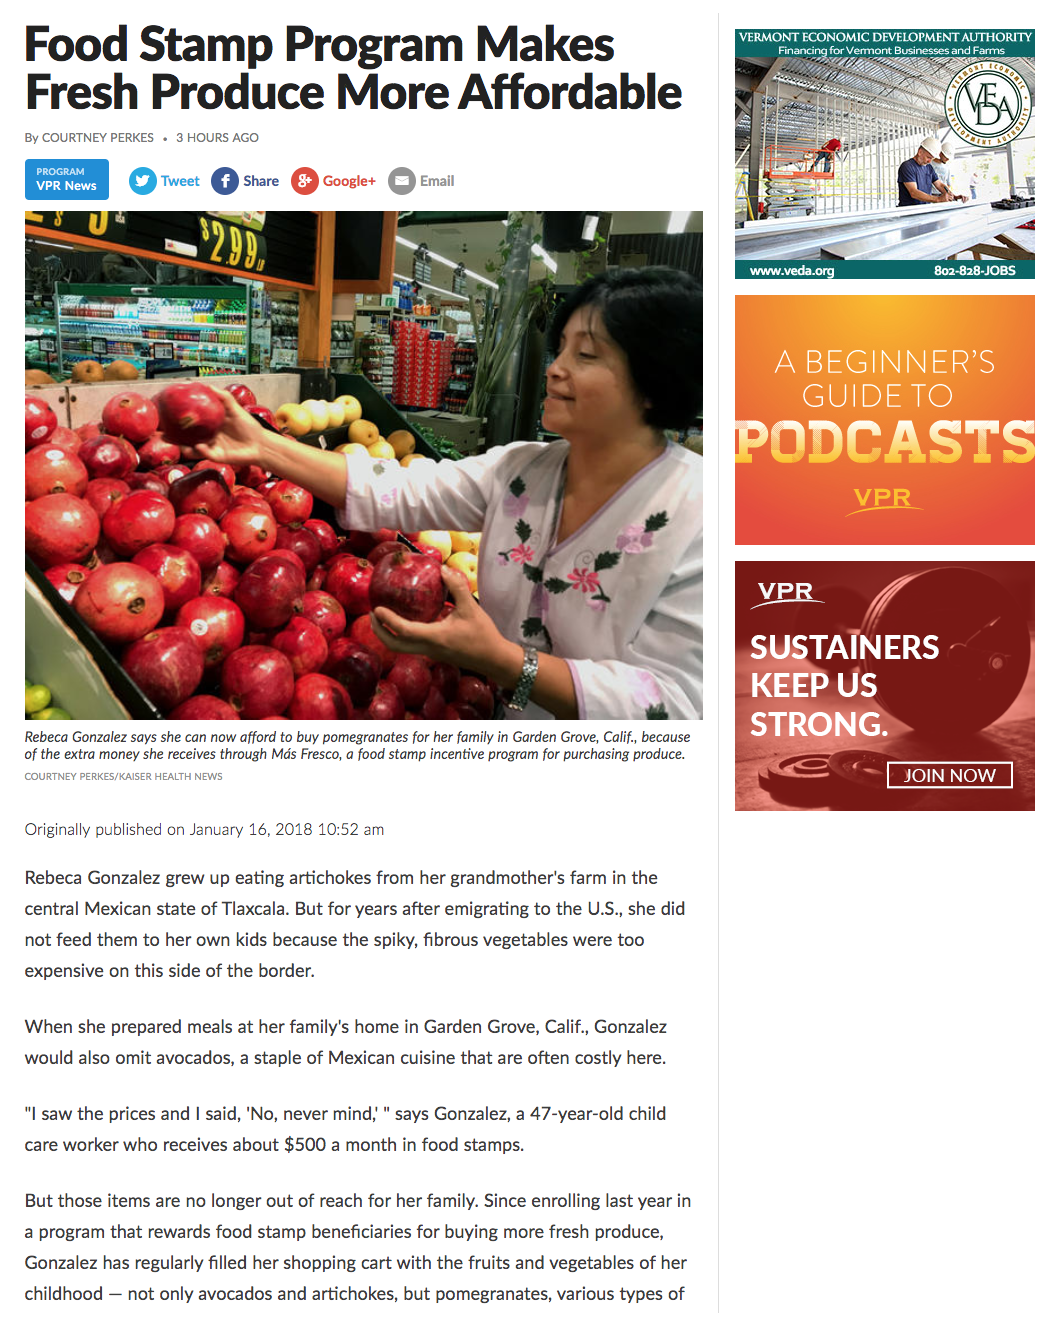 Food Stamp Program Makes
Fresh Produce More Affordable
By COURTNEY PERKES • 3 HOURS AGO
PROGRAM
VPR News
Tweet
Share
Google+
Email
$2.99
Rebeca Gonzalez says she can now afford to buy pomegranates for her family in Garden Grove, Calif., because
of the extra money she receives through Más Fresco, a food stamp incentive program for purchasing produce.
COURTNEY PERKES/KAISER HEALTH NEWS
Originally published on January 16, 2018 10:52 am
Rebeca Gonzalez grew up eating artichokes from her grandmother's farm in the
central Mexican state of Tlaxcala. But for years after emigrating to the U.S., she did
not feed them to her own kids because the spiky, fibrous vegetables were too
expensive on this side of the border.
When she prepared meals at her family's home in Garden Grove, Calif., Gonzalez
would also omit avocados, a staple of Mexican cuisine that are often costly here.
"I saw the prices and I said, 'No, never mind,' " says Gonzalez, a 47-year-old child
care worker who receives about $500 a month in food stamps.
But those items are no longer out of reach for her family. Since enrolling last year in
a program that rewards food stamp beneficiaries for buying more fresh produce,
Gonzalez has regularly filled her shopping cart with the fruits and vegetables of her
childhood — not only avocados and artichokes, but pomegranates, various types of
VERMONT ECONOMIC DEVELOPMENT AUTHORITY
Financing for Vermont Businesses and Farms
VERMONT ECONOMIC DEVELOPMENT AUTHORITY
VEDA
www.veda.org
802-828-JOBS
A BEGINNER'S
GUIDE TO
PODCASTS
VPR
VPR
SUSTAINERS
KEEP US
STRONG.
JOIN NOW